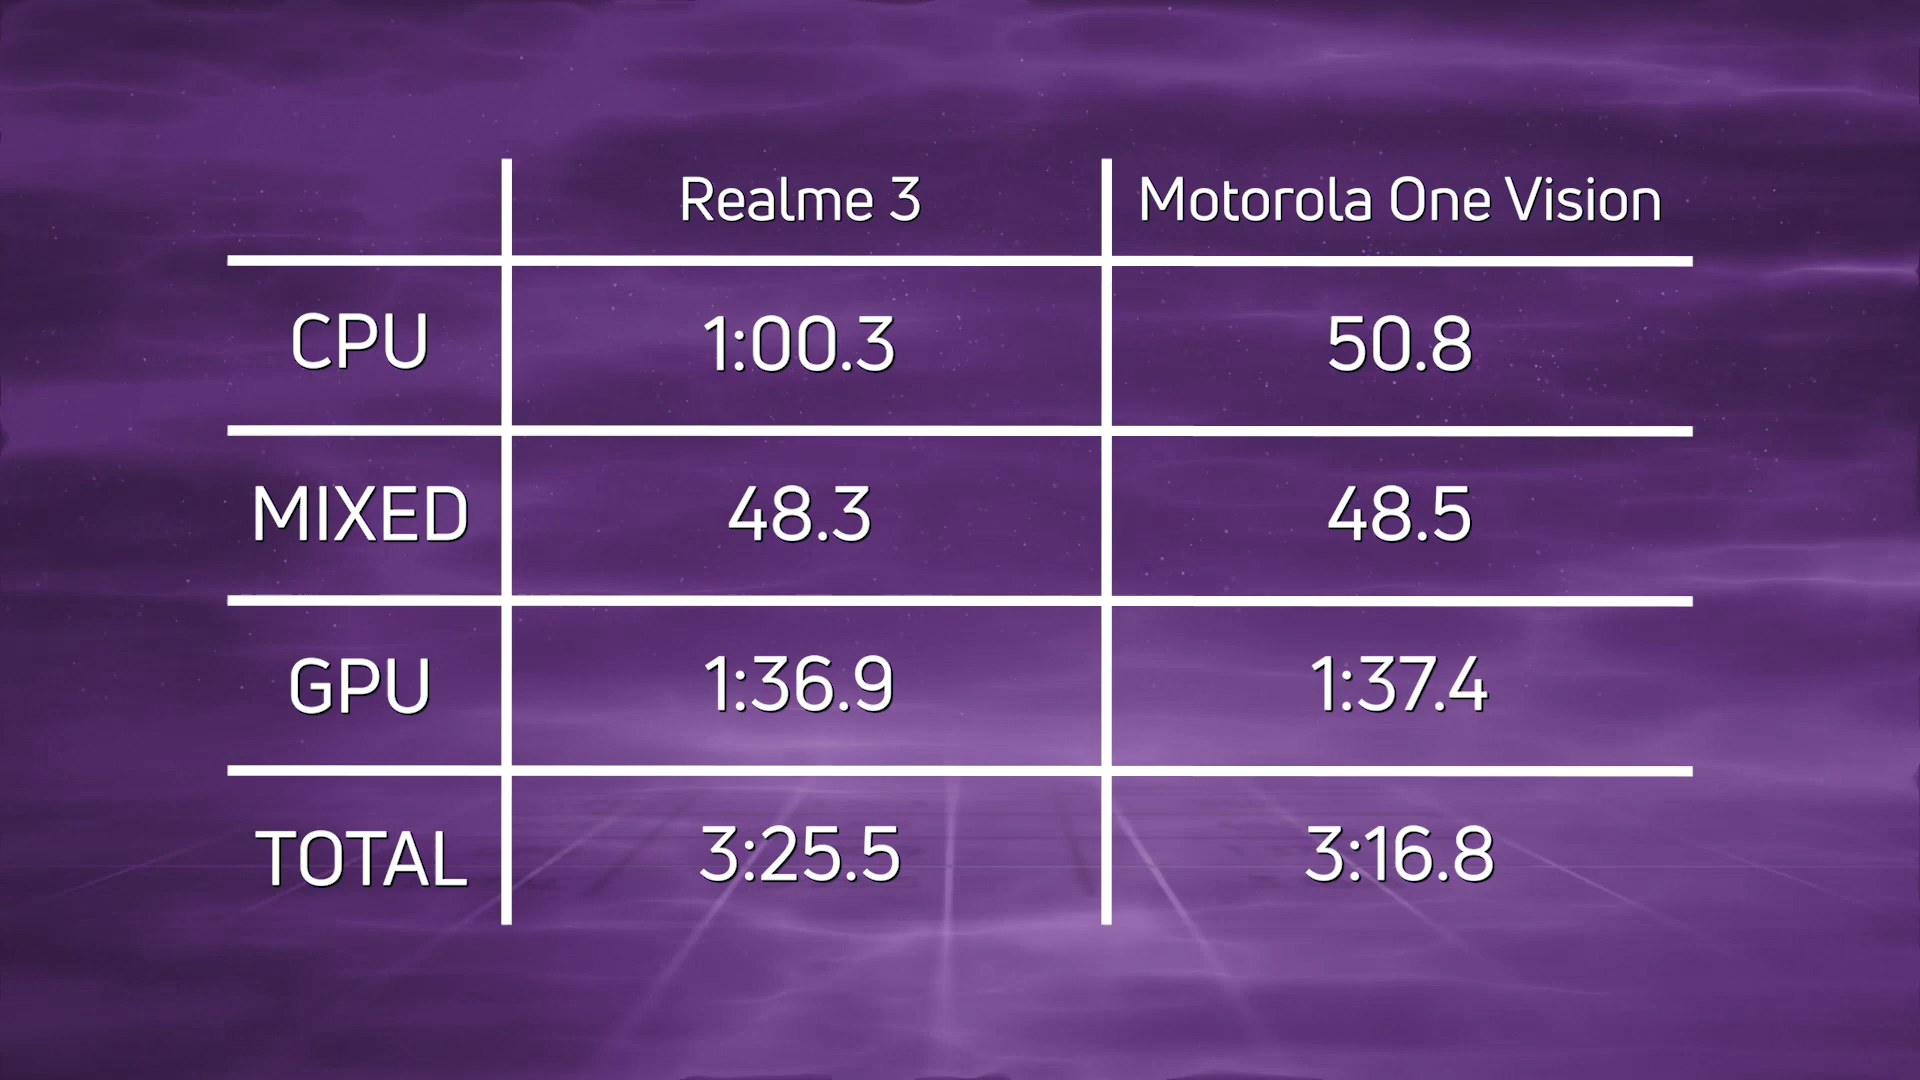 Realme 3 Motorola One Vision
CPU 1:00.3 50.8
MIXED 48.3 48.5
GPU 1:36.9 1:37.4
TOTAL 3:25.5 3:16.8